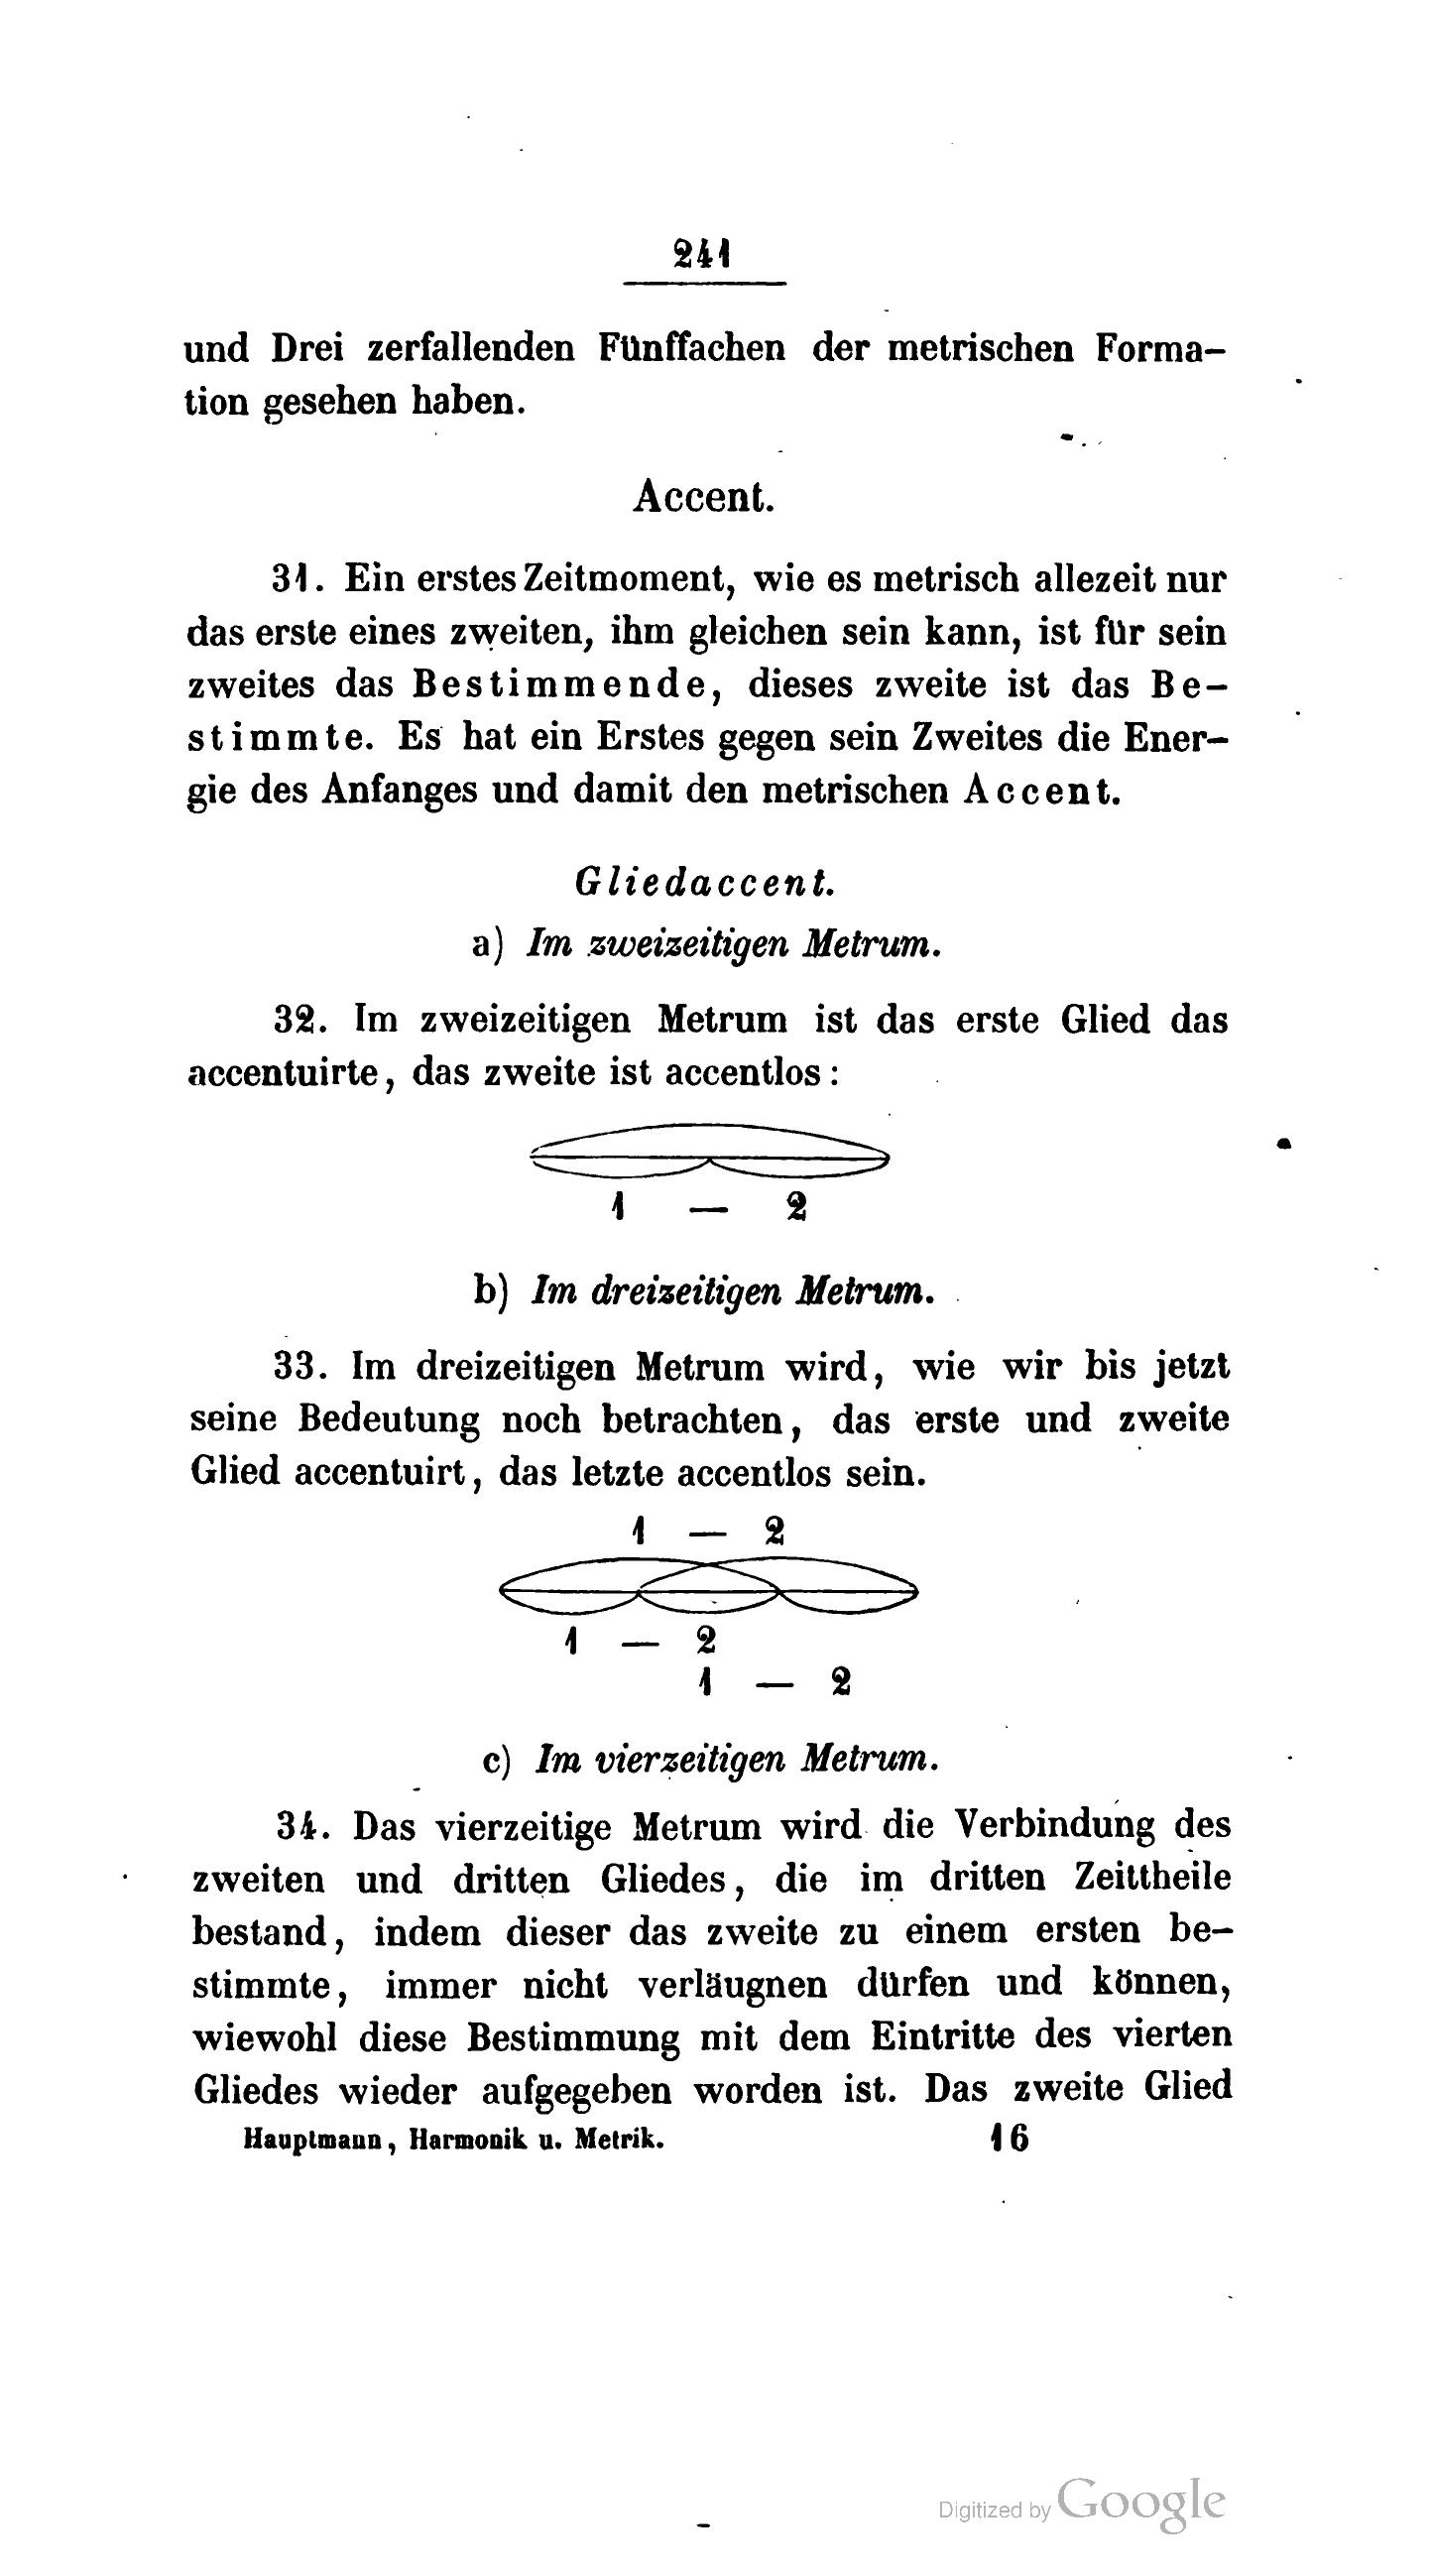 241
und Drei zerfallenden Fünffachen der metrischen Forma-
tion gesehen haben.
Accent.
31. Ein erstes Zeitmoment, wie es metrisch allezeit nur
das erste eines zweiten, ihm gleichen sein kann, ist für sein
zweites das Bestimmende, dieses zweite ist das Be-
stimmte. Es hat ein Erstes gegen sein Zweites die Ener-
gie des Anfanges und damit den metrischen Accent.
Gliedaccent.
a) Im zweizeitigen Metrum.
32. Im zweizeitigen Metrum ist das erste Glied das
accentuirte, das zweite ist accentlos:
1 — 2
b) Im dreizeitigen Metrum.
33. Im dreizeitigen Metrum wird, wie wir bis jetzt
seine Bedeutung noch betrachten, das erste und zweite
Glied accentuirt, das letzte accentlos sein.
1 — 2
1 — 2
1 — 2
c) Im vierzeitigen Metrum.
34. Das vierzeitige Metrum wird die Verbindung des
zweiten und dritten Gliedes, die im dritten Zeittheile
bestand, indem dieser das zweite zu einem ersten be-
stimmte, immer nicht verläugnen dürfen und können,
wiewohl diese Bestimmung mit dem Eintritte des vierten
Gliedes wieder aufgegeben worden ist. Das zweite Glied
Hauptmann, Harmonik u. Metrik. 16
Digitized by Google